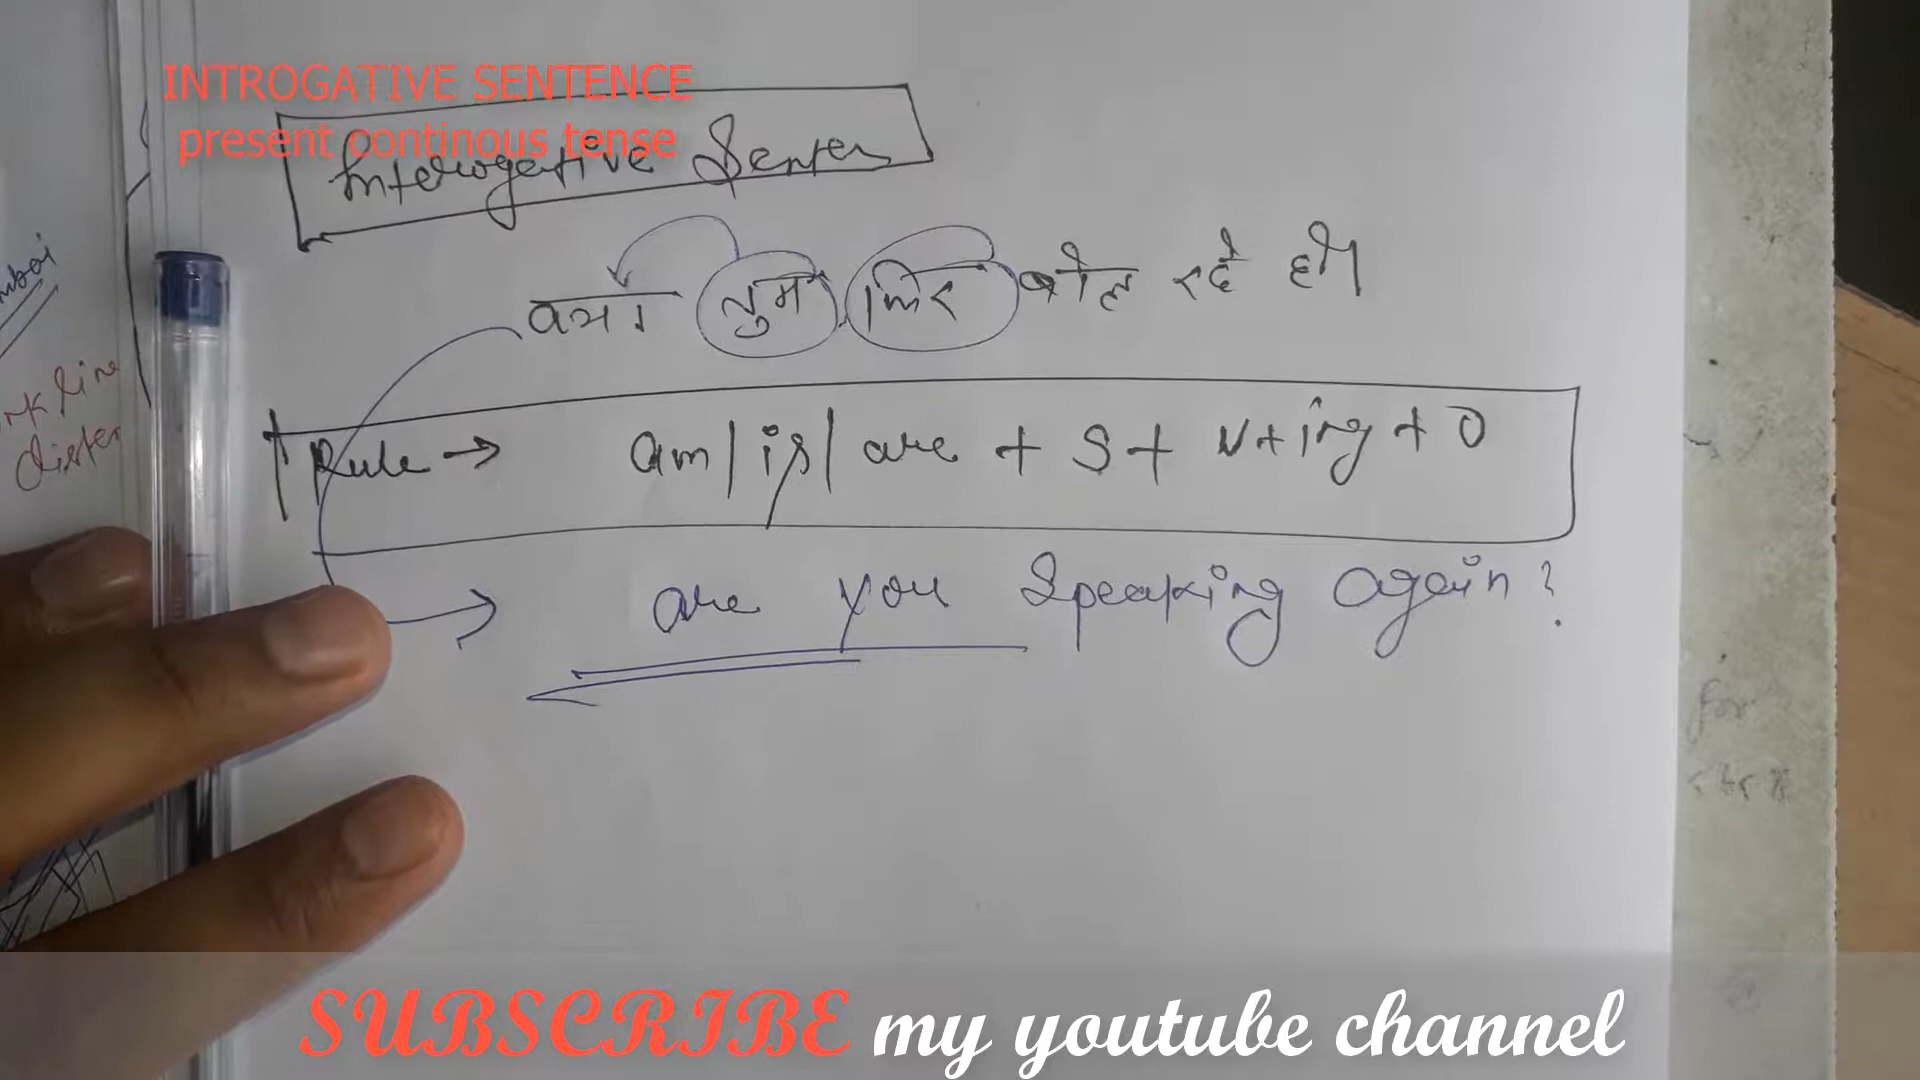 INTROGATIVE SENTENCE
present continous tense
Interogative Senten
क्या तुम फिर बोल रहे हो
Rule → am/is/are + S + V+ing + O
→ are you Speaking again?
for
SUBSCRIBE my youtube channel